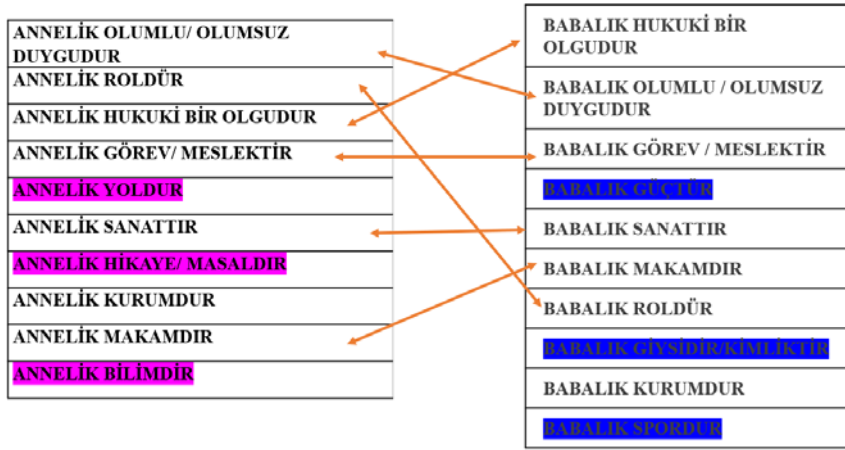 ANNELİK OLUMLU/ OLUMSUZ
DUYGUDUR
ANNELİK ROLDÜR
ANNELİK HUKUKİ BİR OLGUDUR
ANNELİK GÖREV/ MESLEKTİR
ANNELİK YOLDUR
ANNELİK SANATTIR
ANNELİK HİKAYE/ MASALDIR
ANNELİK KURUMDUR
ANNELİK MAKAMDIR
ANNELİK BİLİMDİR
BABALIK HUKUKİ BİR
OLGUDUR
BABALIK OLUMLU / OLUMSUZ
DUYGUDUR
BABALIK GÖREV / MESLEKTİR
BABALIK GÜÇTÜR
BABALIK SANATTIR
BABALIK MAKAMDIR
BABALIK ROLDÜR
BABALIK GİYSİDİR/KİMLİKTİR
BABALIK KURUMDUR
BABALIK SPORDUR